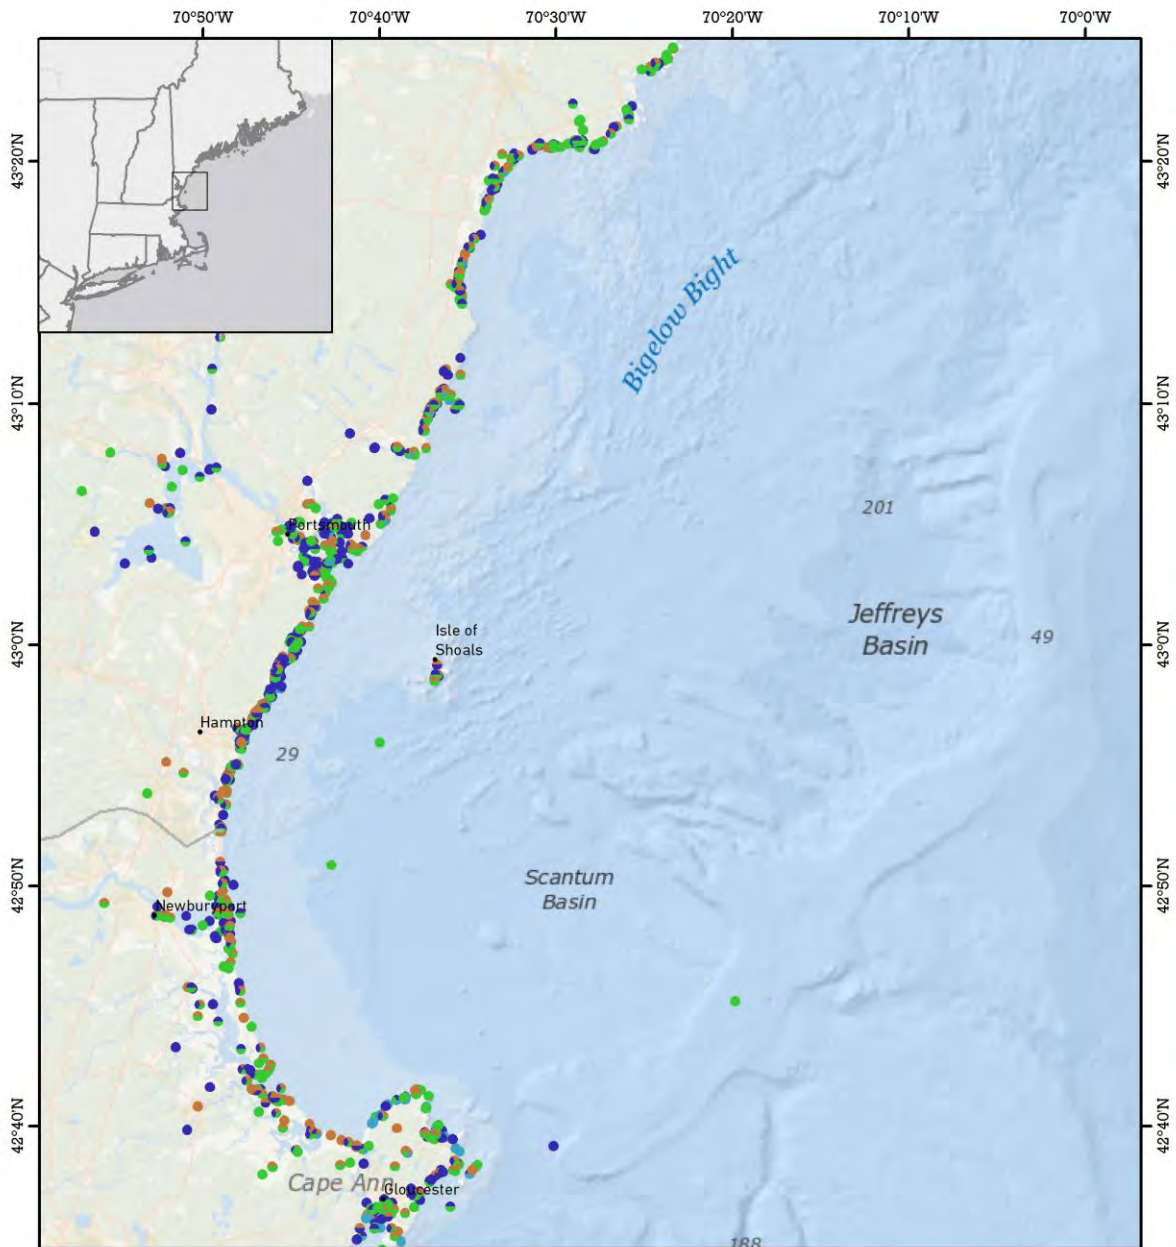 70°50'W
70°40'W
70°30'W
70°20'W
70°10'W
70°0'W
43°20'N
43°20'N
Bigelow Bight
43°10'N
43°10'N
201
Portsmouth
Jeffreys
Basin
49
Isle of
Shoals
43°0'N
43°0'N
Hampton
29
Scantum
Basin
42°50'N
42°50'N
Newburyport
42°40'N
42°40'N
Cape Ann
Gloucester
188